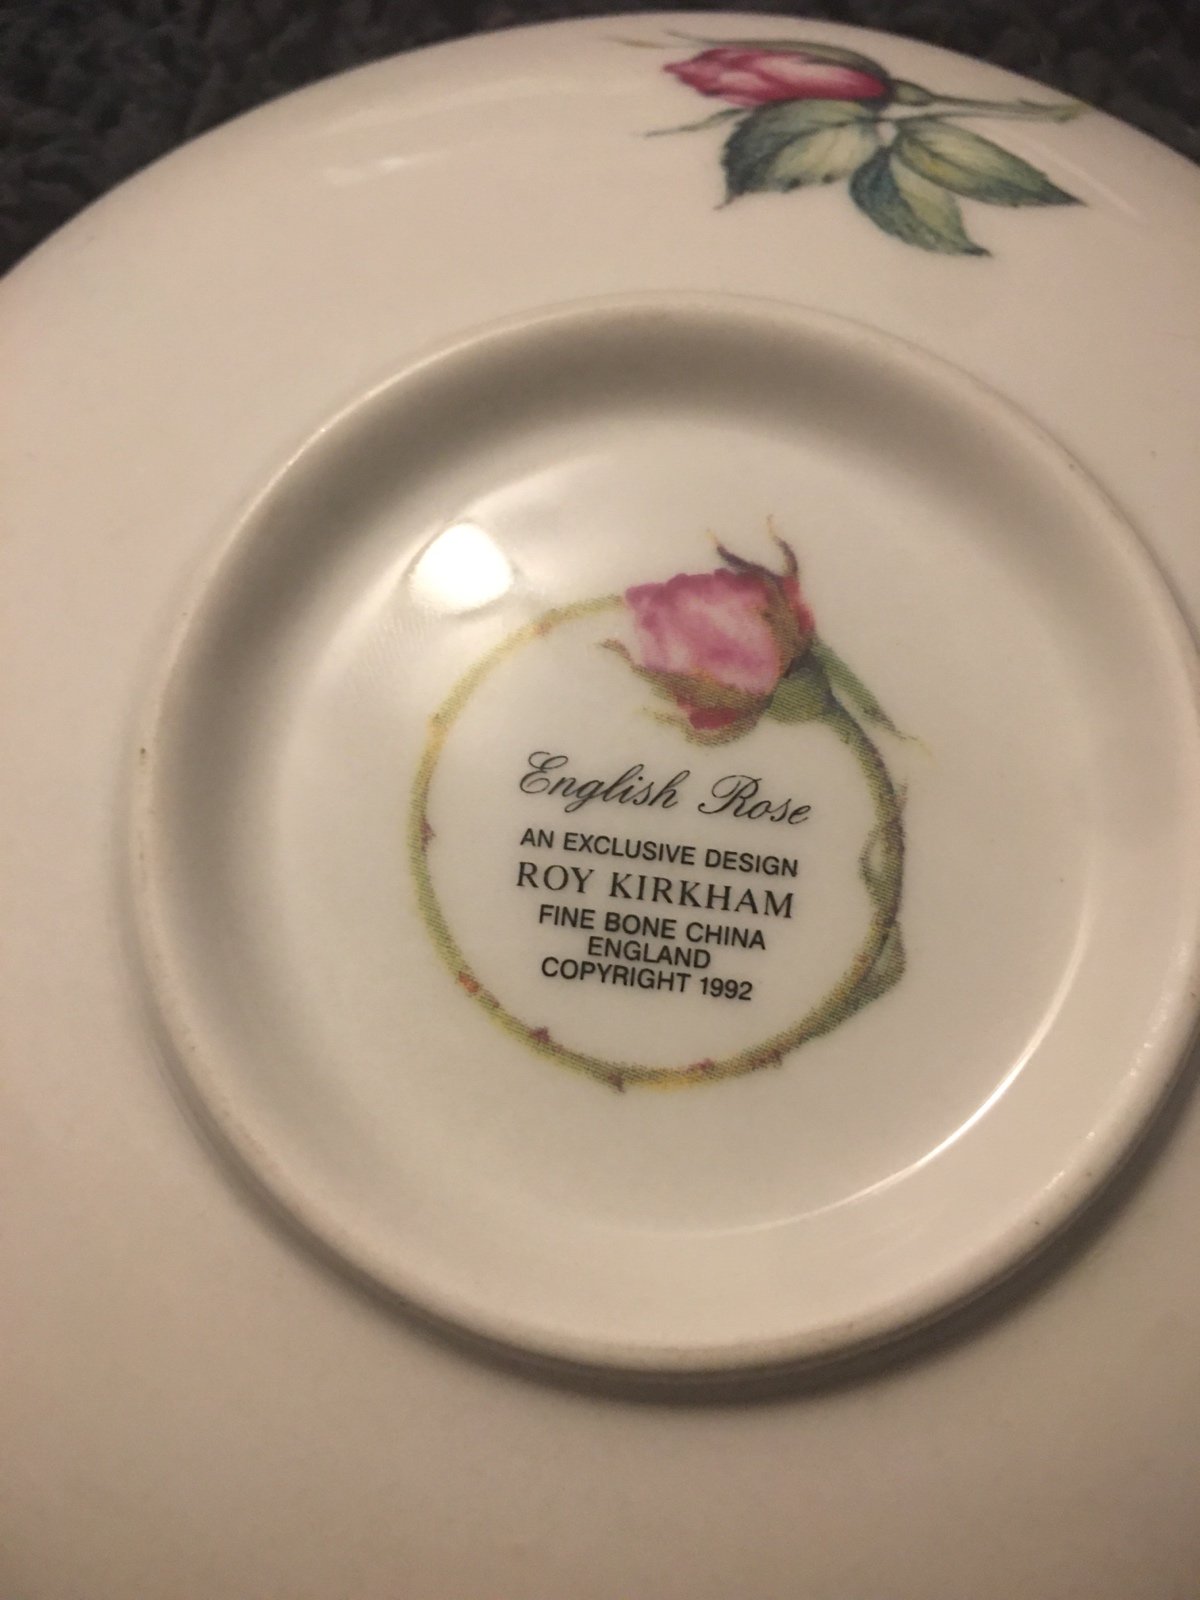 English Rose
AN EXCLUSIVE DESIGN
ROY KIRKHAM
FINE BONE CHINA
ENGLAND
COPYRIGHT 1992